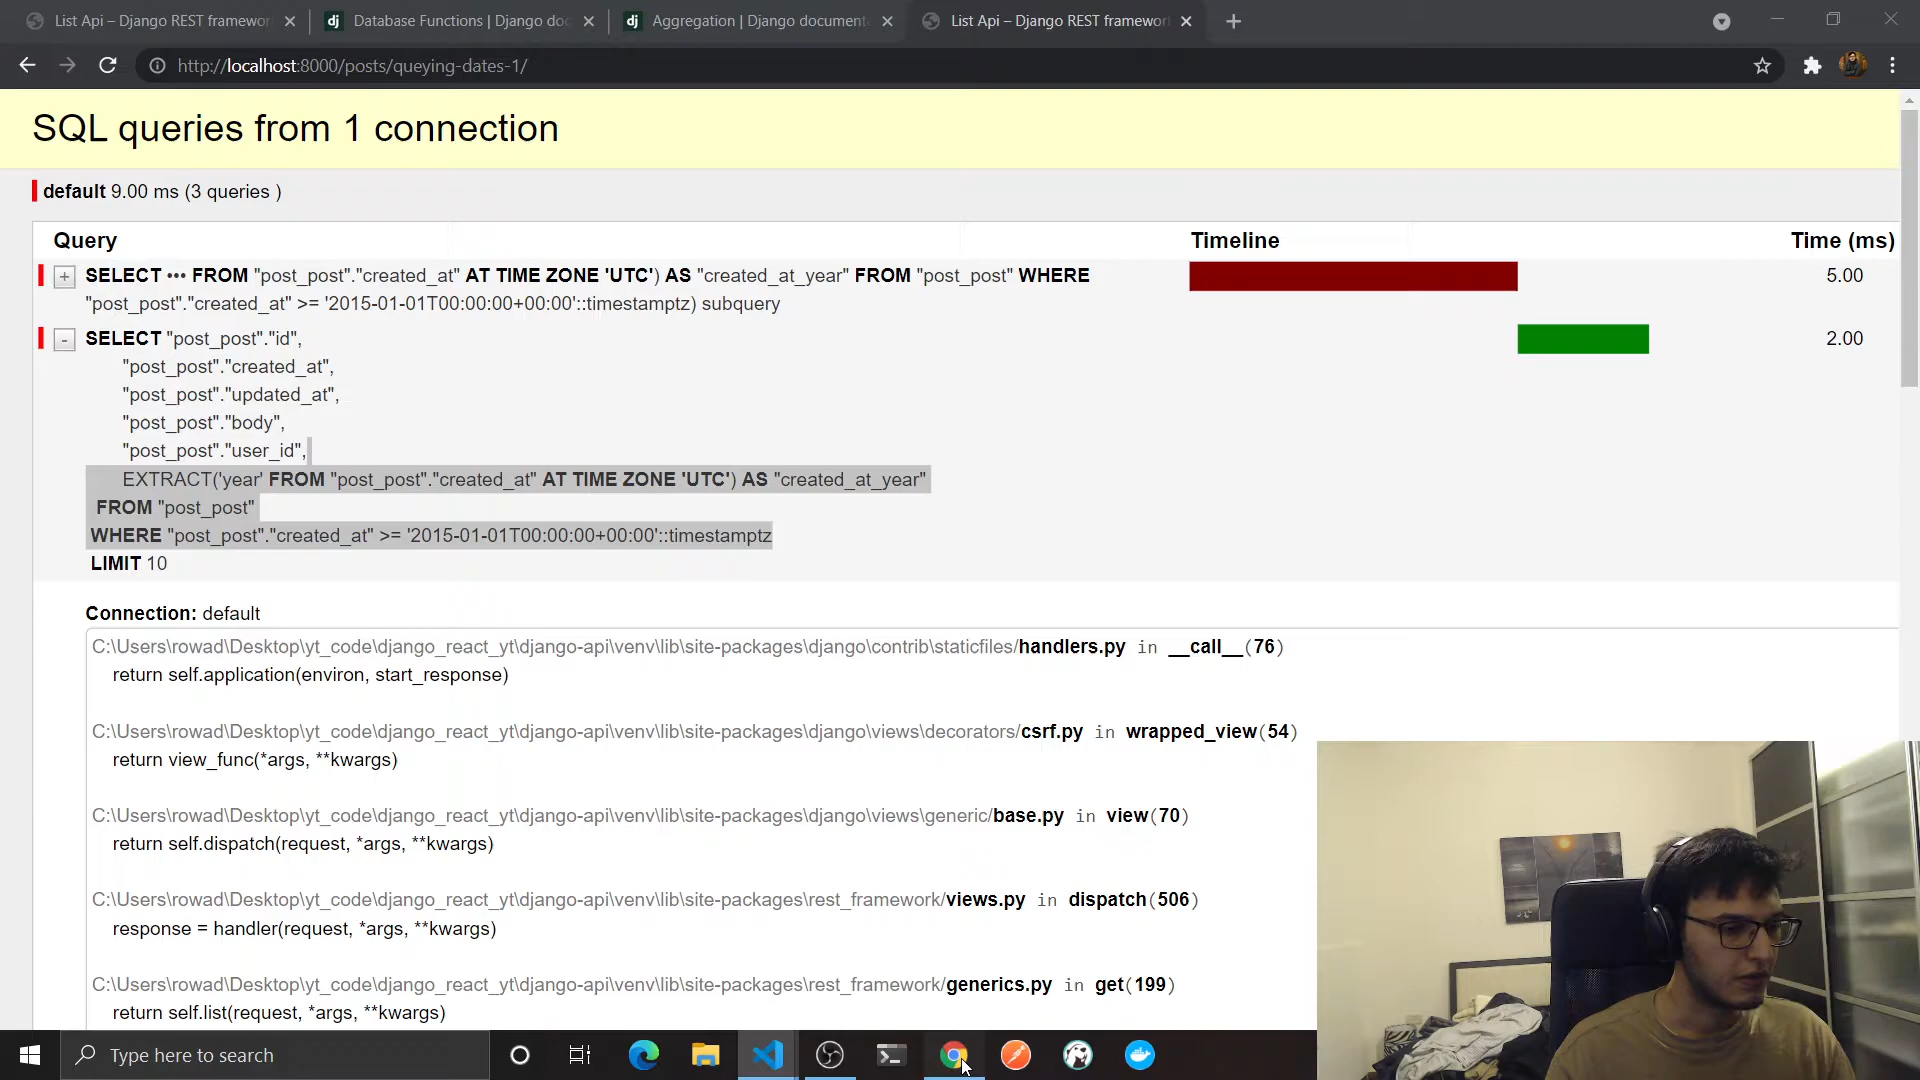 List Api – Django REST framewor
Database Functions | Django doc
Aggregation | Django document
List Api – Django REST framewor
http://localhost:8000/posts/queying-dates-1/
SQL queries from 1 connection
default 9.00 ms (3 queries )
Query
Timeline
Time (ms)
+ SELECT ••• FROM "post_post"."created_at" AT TIME ZONE 'UTC') AS "created_at_year" FROM "post_post" WHERE
"post_post"."created_at" >= '2015-01-01T00:00:00+00:00'::timestamptz) subquery
5.00
- SELECT "post_post"."id",
2.00
"post_post"."created_at",
"post_post"."updated_at",
"post_post"."body",
"post_post"."user_id",
EXTRACT('year' FROM "post_post"."created_at" AT TIME ZONE 'UTC') AS "created_at_year"
FROM "post_post"
WHERE "post_post"."created_at" >= '2015-01-01T00:00:00+00:00'::timestamptz
LIMIT 10
Connection: default
C:\Users\rowad\Desktop\yt_code\django_react_yt\django-api\venv\lib\site-packages\django\contrib\staticfiles/handlers.py in __call__(76)
return self.application(environ, start_response)
C:\Users\rowad\Desktop\yt_code\django_react_yt\django-api\venv\lib\site-packages\django\views\decorators/csrf.py in wrapped_view(54)
return view_func(*args, **kwargs)
C:\Users\rowad\Desktop\yt_code\django_react_yt\django-api\venv\lib\site-packages\django\views\generic/base.py in view(70)
return self.dispatch(request, *args, **kwargs)
C:\Users\rowad\Desktop\yt_code\django_react_yt\django-api\venv\lib\site-packages\rest_framework/views.py in dispatch(506)
response = handler(request, *args, **kwargs)
C:\Users\rowad\Desktop\yt_code\django_react_yt\django-api\venv\lib\site-packages\rest_framework/generics.py in get(199)
return self.list(request, *args, **kwargs)
Type here to search